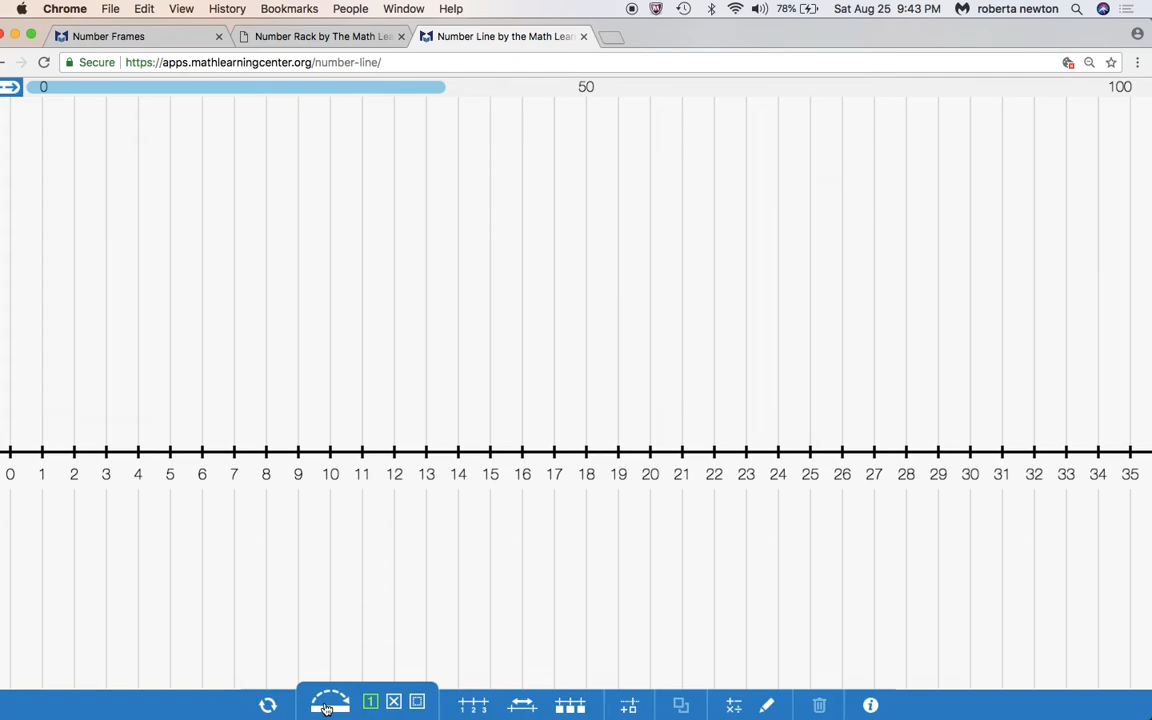 Chrome File Edit View History Bookmarks People Window Help 78% Sat Aug 25 9:43 PM roberta newton
Number Frames Number Rack by The Math Lea Number Line by the Math Lear
Secure https://apps.mathlearningcenter.org/number-line/
0 50 100
0 1 2 3 4 5 6 7 8 9 10 11 12 13 14 15 16 17 18 19 20 21 22 23 24 25 26 27 28 29 30 31 32 33 34 35
1 1 2 3